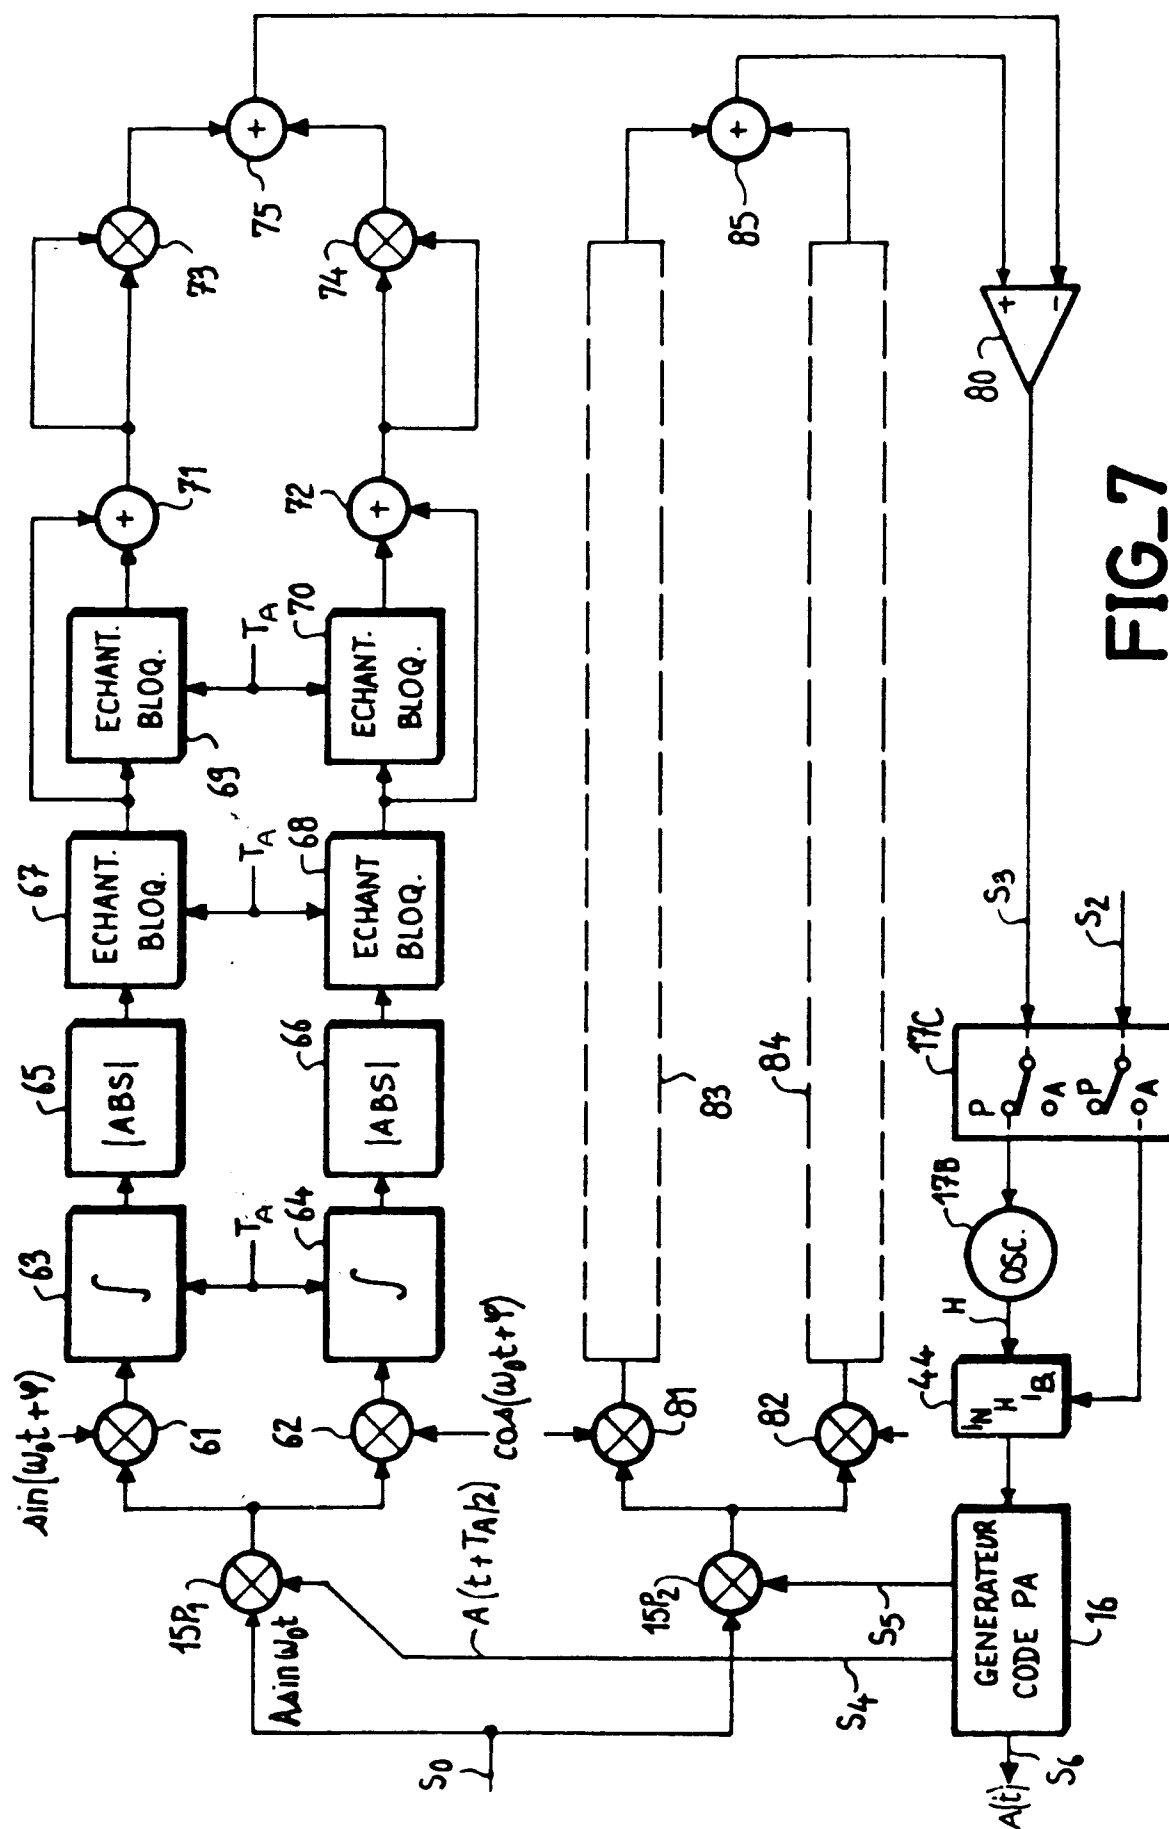 sin(ω₀t+φ)
63
65
67
ECHANT.
BLOQ.
ECHANT.
BLOQ.
69
71
+
73
75
+
∫
|ABS|
61
TA
TA
TA
15P₁
A sin ω₀t
62
64
66
68
70
72
74
∫
|ABS|
ECHANT
BLOQ.
ECHANT.
BLOQ.
+
cos(ω₀t+φ)
A(t+TA/2)
S₀
81
83
85
+
15P₂
82
84
S₄
S₅
GENERATEUR
CODE PA
16
A(t)
S₆
44
INH
IB
H
17B
OSC.
17C
P
A
P
A
S₃
S₂
80
+
-
FIG_7